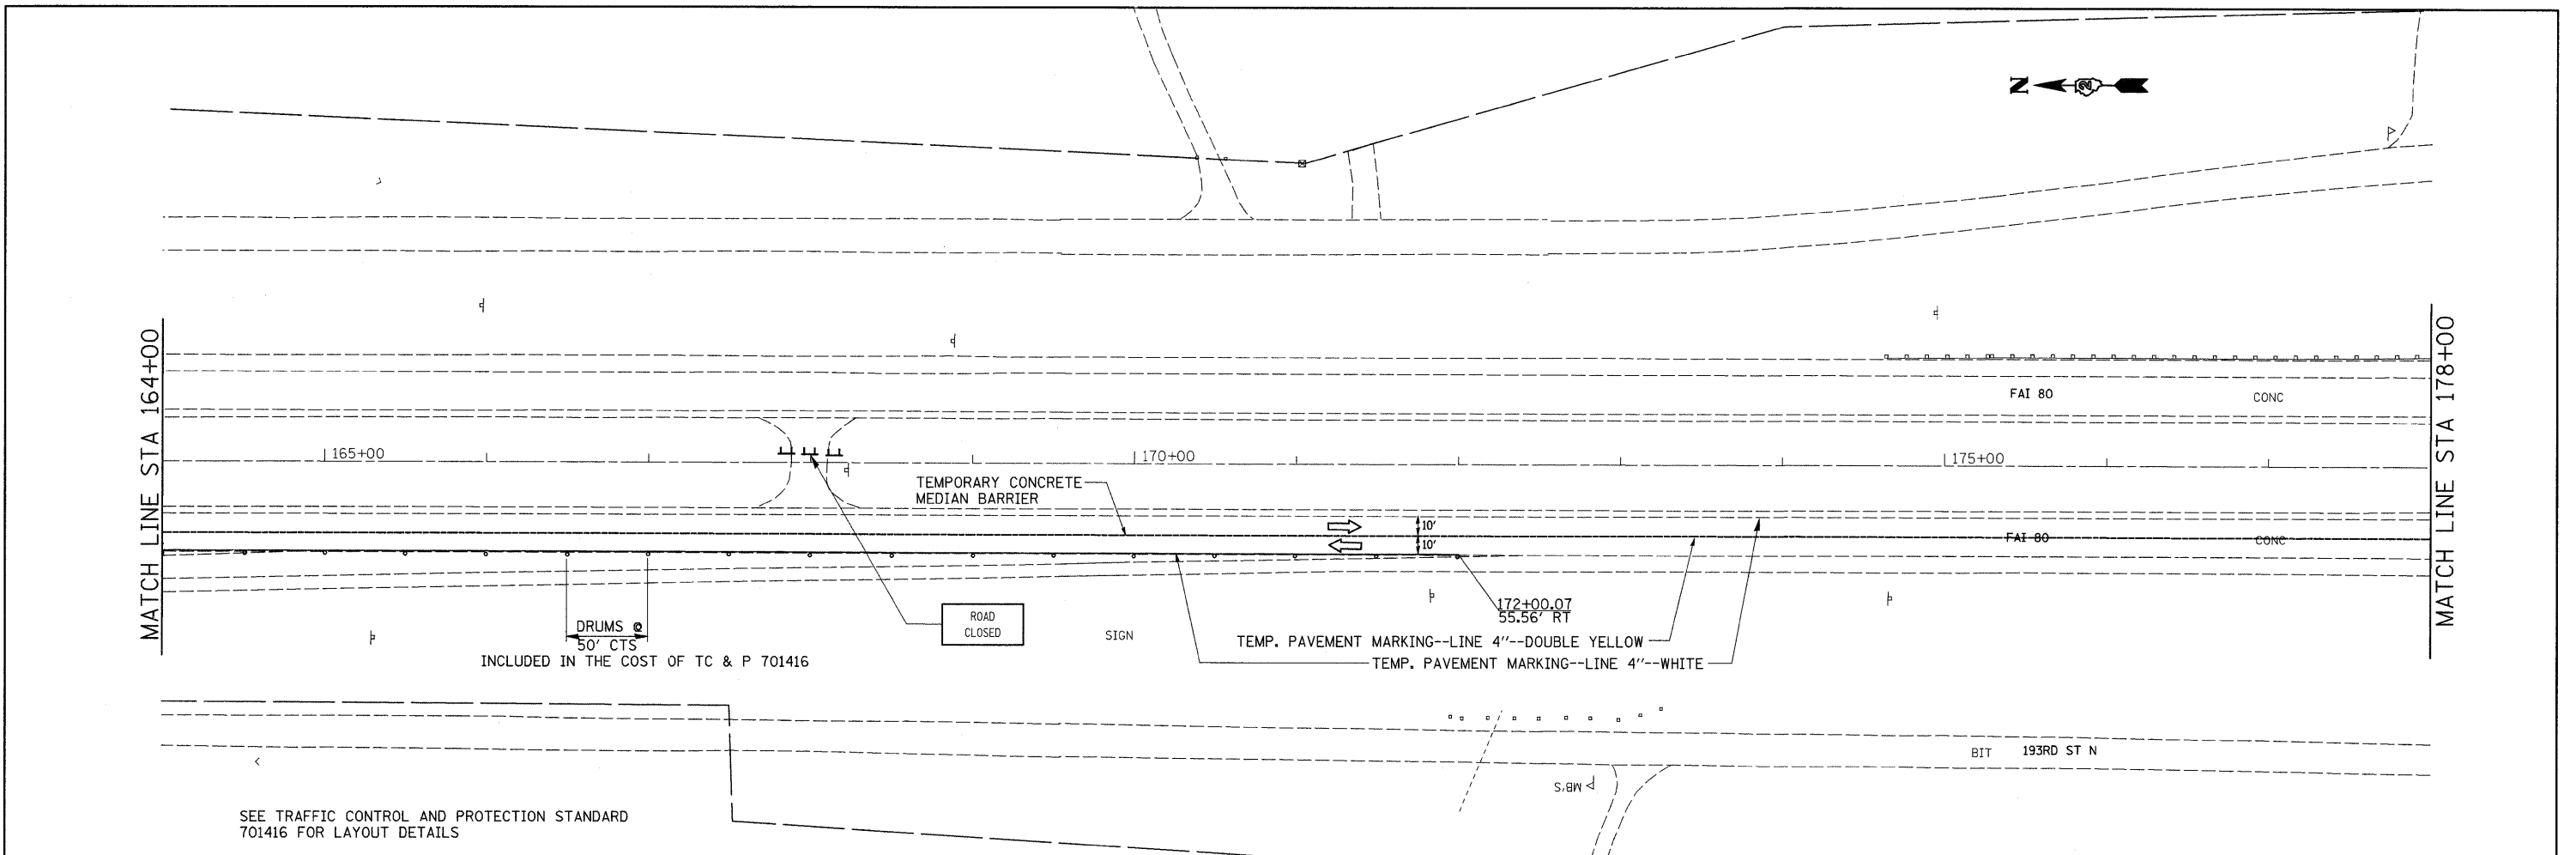 N
2
MATCH LINE STA 164+00
MATCH LINE STA 178+00
FAI 80
CONC
165+00
170+00
175+00
TEMPORARY CONCRETE
MEDIAN BARRIER
10'
10'
FAI 80
CONC
172+00.07
55.56' RT
ROAD
CLOSED
SIGN
DRUMS @
50' CTS
INCLUDED IN THE COST OF TC & P 701416
TEMP. PAVEMENT MARKING--LINE 4"--DOUBLE YELLOW
TEMP. PAVEMENT MARKING--LINE 4"--WHITE
BIT
193RD ST N
MB'S
SEE TRAFFIC CONTROL AND PROTECTION STANDARD
701416 FOR LAYOUT DETAILS